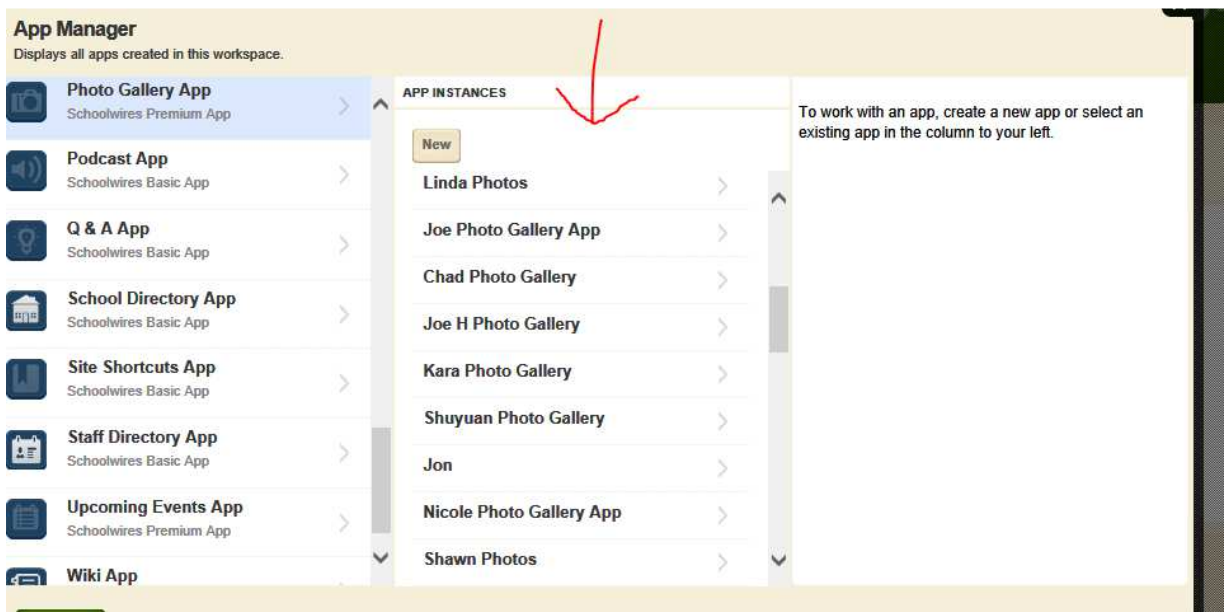 App Manager
Displays all apps created in this workspace.
Photo Gallery App
Schoolwires Premium App
Podcast App
Schoolwires Basic App
Q & A App
Schoolwires Basic App
School Directory App
Schoolwires Basic App
Site Shortcuts App
Schoolwires Basic App
Staff Directory App
Schoolwires Basic App
Upcoming Events App
Schoolwires Premium App
Wiki App
APP INSTANCES
New
Linda Photos
Joe Photo Gallery App
Chad Photo Gallery
Joe H Photo Gallery
Kara Photo Gallery
Shuyuan Photo Gallery
Jon
Nicole Photo Gallery App
Shawn Photos
To work with an app, create a new app or select an
existing app in the column to your left.